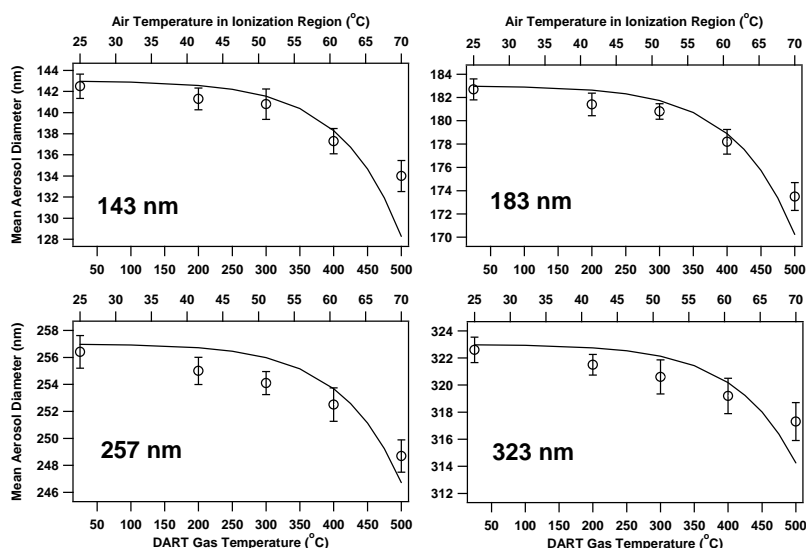 Air Temperature in Ionization Region (°C)
25 30 35 40 45 50 55 60 65 70
Mean Aerosol Diameter (nm)
144
142
140
138
136
134
132
130
128
143 nm
50 100 150 200 250 300 350 400 450 500
Air Temperature in Ionization Region (°C)
25 30 35 40 45 50 55 60 65 70
184
182
180
178
176
174
172
170
183 nm
50 100 150 200 250 300 350 400 450 500
25 30 35 40 45 50 55 60 65 70
Mean Aerosol Diameter (nm)
258
256
254
252
250
248
246
257 nm
50 100 150 200 250 300 350 400 450 500
DART Gas Temperature (°C)
25 30 35 40 45 50 55 60 65 70
324
322
320
318
316
314
312
323 nm
50 100 150 200 250 300 350 400 450 500
DART Gas Temperature (°C)